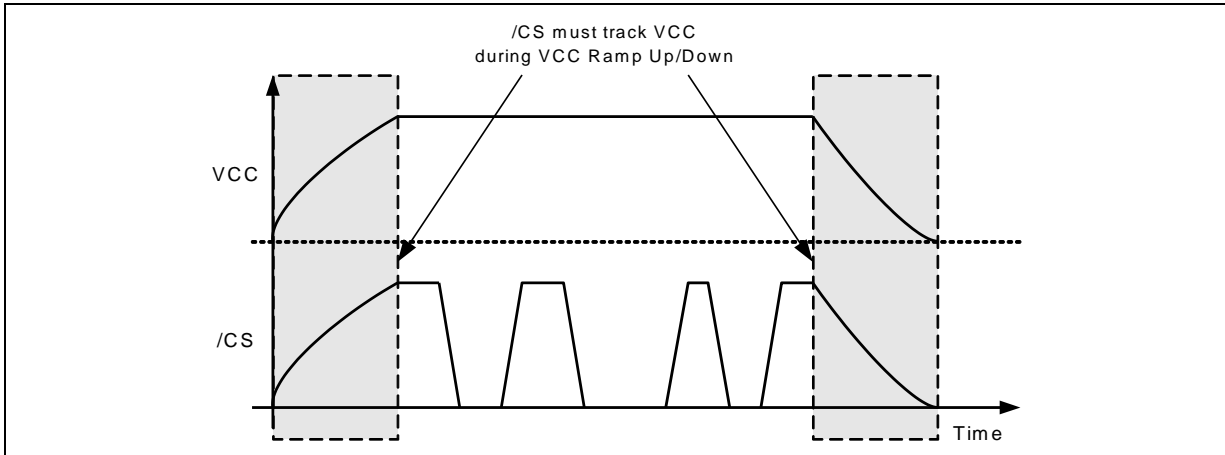 /CS must track VCC
during VCC Ramp Up/Down
VCC
/CS
Time